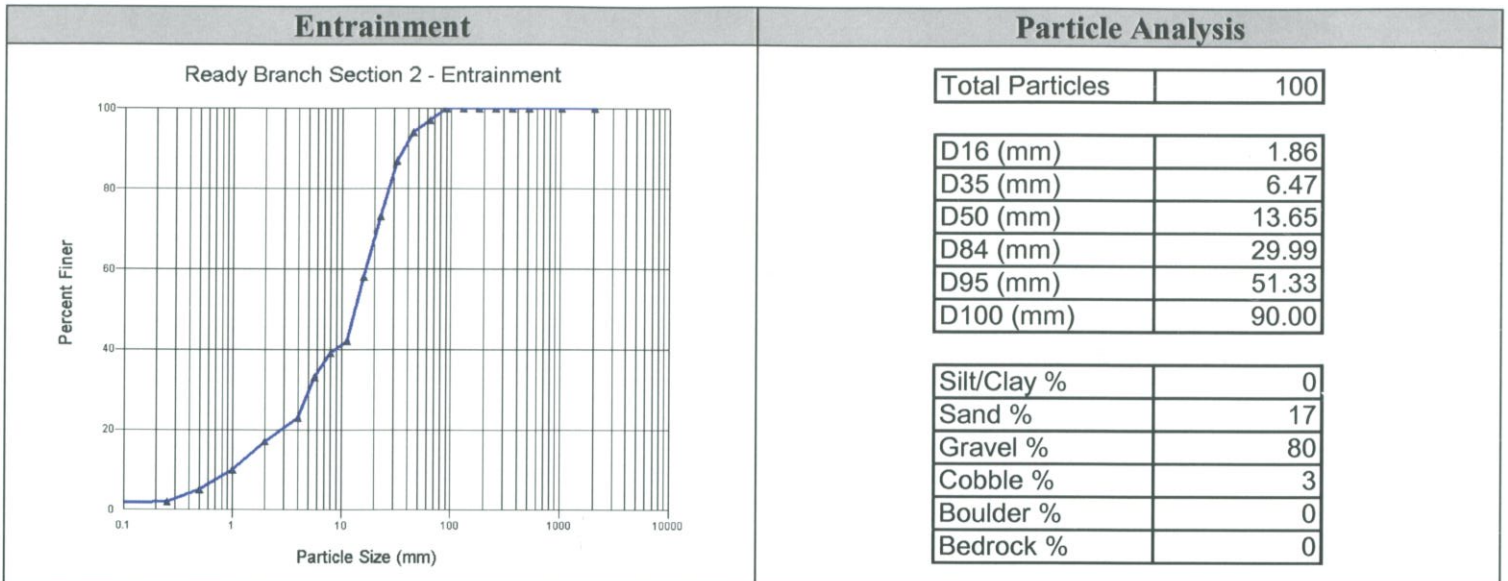 Entrainment
Particle Analysis
Ready Branch Section 2 - Entrainment
100
80
60
40
20
0
Percent Finer
0.1 1 10 100 1000 10000
Particle Size (mm)
Total Particles 100
D16 (mm) 1.86
D35 (mm) 6.47
D50 (mm) 13.65
D84 (mm) 29.99
D95 (mm) 51.33
D100 (mm) 90.00
Silt/Clay % 0
Sand % 17
Gravel % 80
Cobble % 3
Boulder % 0
Bedrock % 0